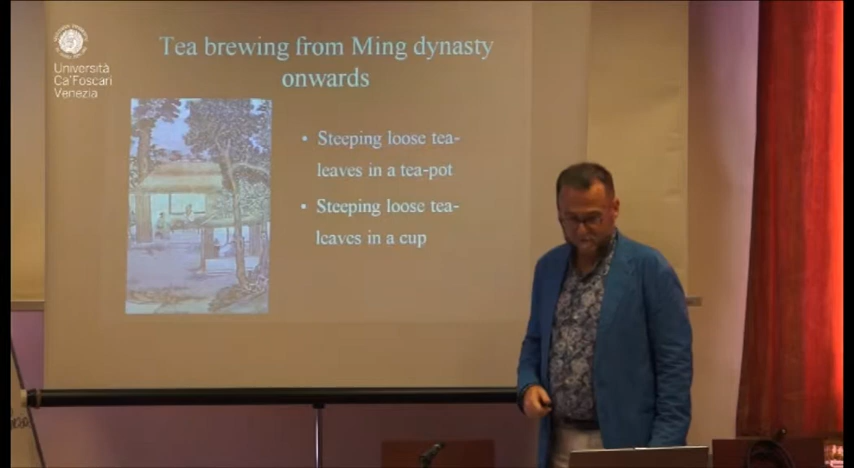 Università
Ca'Foscari
Venezia
Tea brewing from Ming dynasty
onwards
• Steeping loose tea-
leaves in a tea-pot
• Steeping loose tea-
leaves in a cup